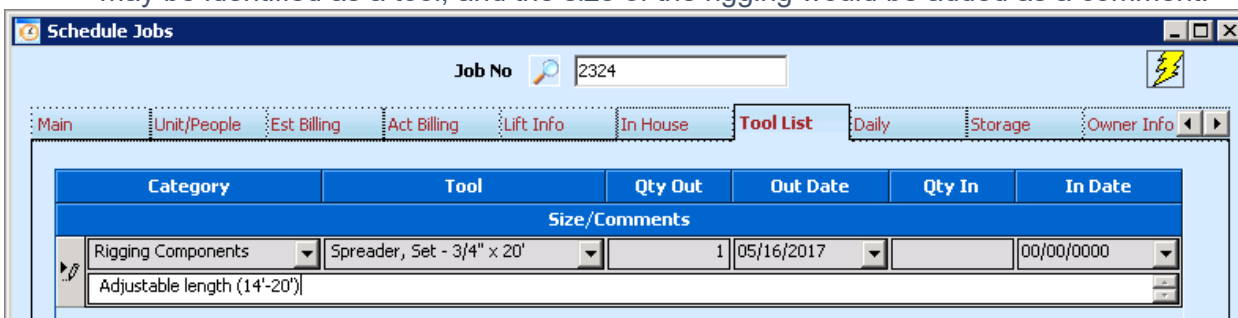 may be identified as a tool, and the size of the rigging would be added as a comment.
Schedule Jobs
Job No 2324
Main Unit/People Est Billing Act Billing Lift Info In House Tool List Daily Storage Owner Info
Category Tool Qty Out Out Date Qty In In Date
Size/Comments
Rigging Components Spreader, Set - 3/4" x 20' 1 05/16/2017 00/00/0000
Adjustable length (14'-20')